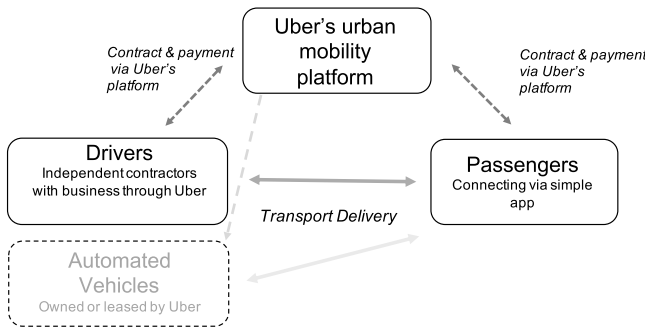 Uber's urban
mobility
platform
Contract & payment
via Uber's
platform
Contract & payment
via Uber's
platform
Drivers
Independent contractors
with business through Uber
Passengers
Connecting via simple
app
Transport Delivery
Automated
Vehicles
Owned or leased by Uber